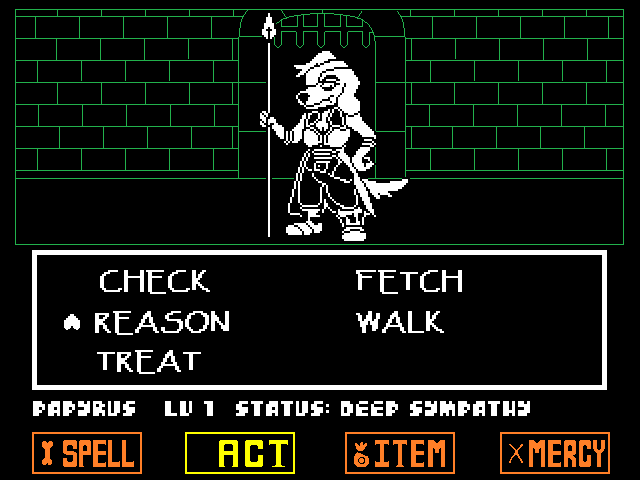 CHECK FETCH
REASON WALK
TREAT
PAPYRUS LV 1 STATUS: DEEP SYMPATHY
SPELL ACT ITEM MERCY